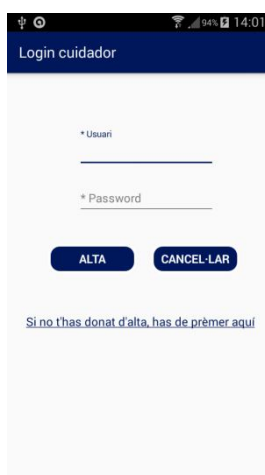 94% 14:01
Login cuidador
* Usuari
* Password
ALTA CANCEL·LAR
Si no t'has donat d'alta, has de prèmer aquí